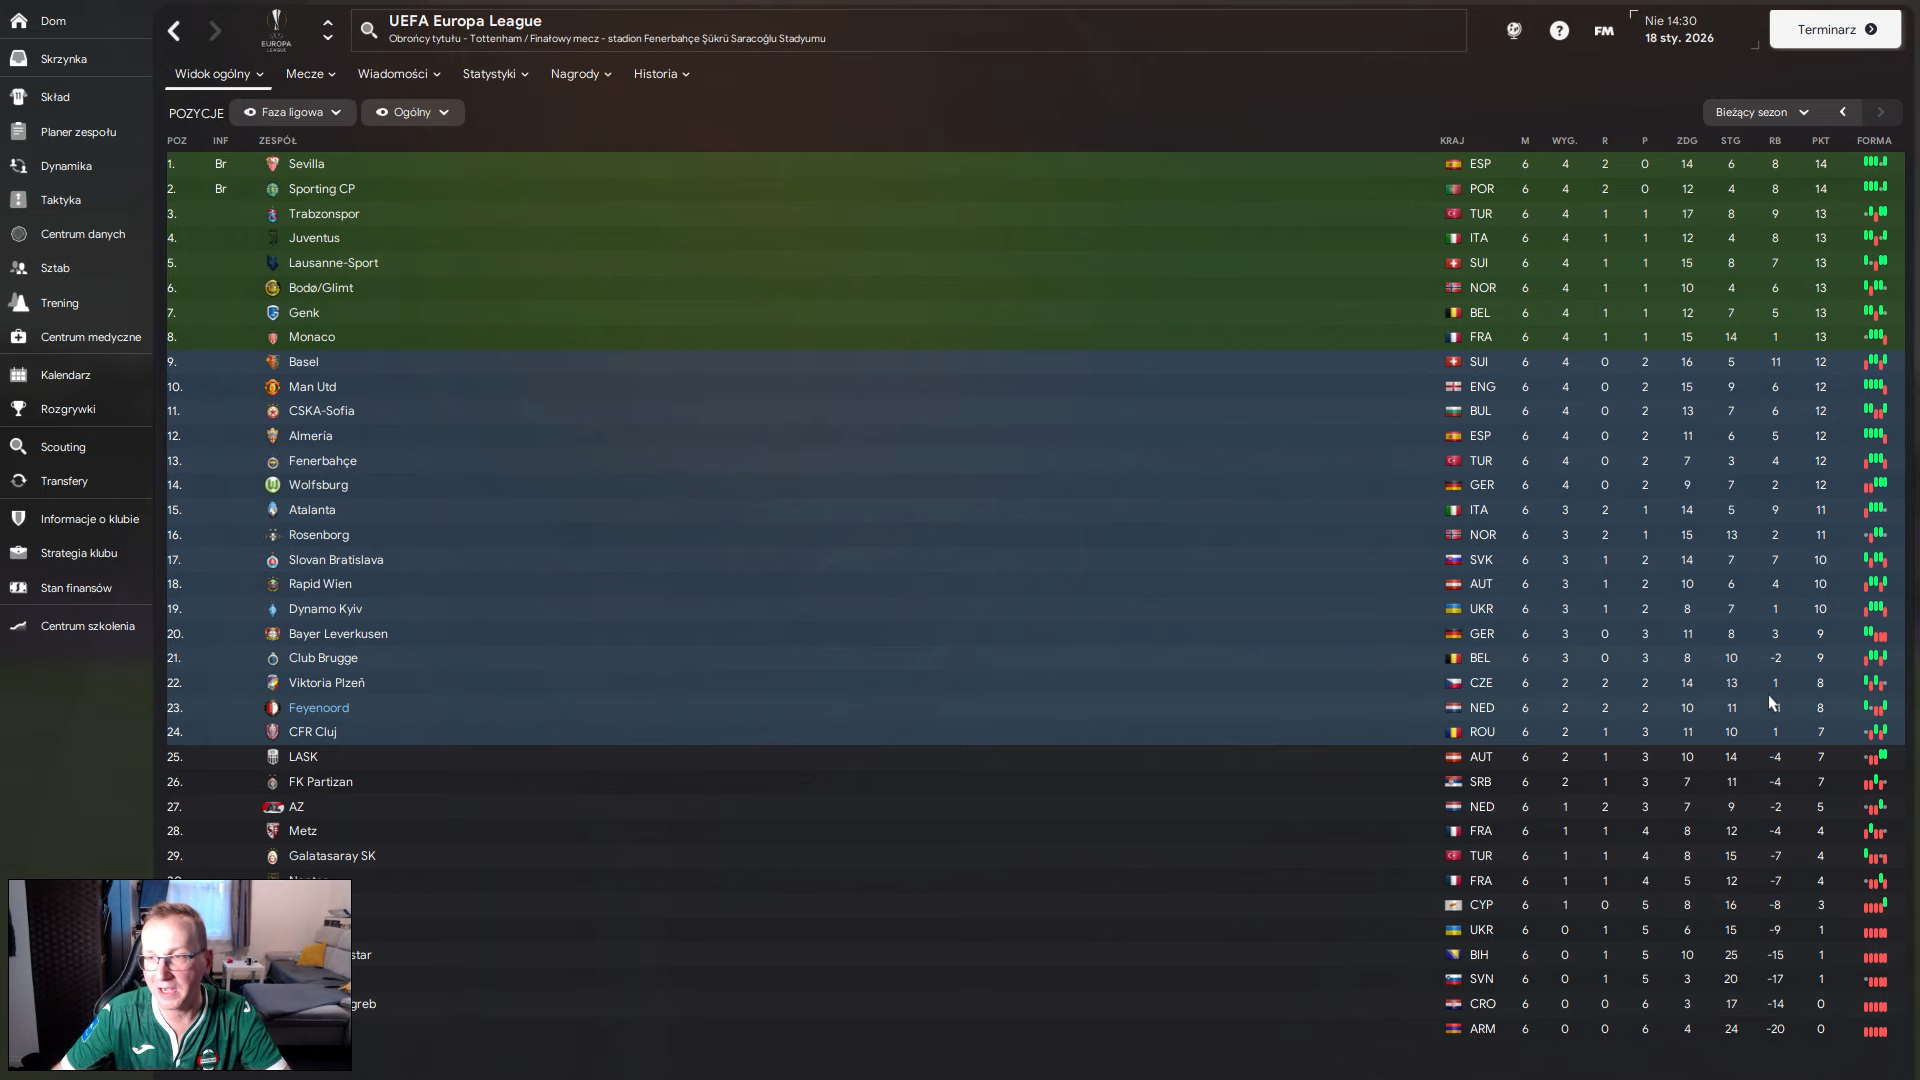 Dom
Skrzynka
Skład
Planer zespołu
Dynamika
Taktyka
Centrum danych
Sztab
Trening
Centrum medyczne
Kalendarz
Rozgrywki
Scouting
Transfery
Informacje o klubie
Strategia klubu
Stan finansów
Centrum szkolenia
EUROPA
LEAGUE
UEFA Europa League
Obrońcy tytułu - Tottenham / Finałowy mecz - stadion Fenerbahçe Şükrü Saracoğlu Stadyumu
FM
Nie 14:30
18 sty. 2026
Terminarz
Widok ogólny Mecze Wiadomości Statystyki Nagrody Historia
POZYCJE Faza ligowa Ogólny Bieżący sezon
POZ INF ZESPÓŁ KRAJ M WYG. R P ZDG STG RB PKT FORMA
1. Br Sevilla ESP 6 4 2 0 14 6 8 14
2. Br Sporting CP POR 6 4 2 0 12 4 8 14
3. Trabzonspor TUR 6 4 1 1 17 8 9 13
4. Juventus ITA 6 4 1 1 12 4 8 13
5. Lausanne-Sport SUI 6 4 1 1 15 8 7 13
6. Bodø/Glimt NOR 6 4 1 1 10 4 6 13
7. Genk BEL 6 4 1 1 12 7 5 13
8. Monaco FRA 6 4 1 1 15 14 1 13
9. Basel SUI 6 4 0 2 16 5 11 12
10. Man Utd ENG 6 4 0 2 15 9 6 12
11. CSKA-Sofia BUL 6 4 0 2 13 7 6 12
12. Almería ESP 6 4 0 2 11 6 5 12
13. Fenerbahçe TUR 6 4 0 2 7 3 4 12
14. Wolfsburg GER 6 4 0 2 9 7 2 12
15. Atalanta ITA 6 3 2 1 14 5 9 11
16. Rosenborg NOR 6 3 2 1 15 13 2 11
17. Slovan Bratislava SVK 6 3 1 2 14 7 7 10
18. Rapid Wien AUT 6 3 1 2 10 6 4 10
19. Dynamo Kyiv UKR 6 3 1 2 8 7 1 10
20. Bayer Leverkusen GER 6 3 0 3 11 8 3 9
21. Club Brugge BEL 6 3 0 3 8 10 -2 9
22. Viktoria Plzeň CZE 6 2 2 2 14 13 1 8
23. Feyenoord NED 6 2 2 2 10 11 8
24. CFR Cluj ROU 6 2 1 3 11 10 1 7
25. LASK AUT 6 2 1 3 10 14 -4 7
26. FK Partizan SRB 6 2 1 3 7 11 -4 7
27. AZ NED 6 1 2 3 7 9 -2 5
28. Metz FRA 6 1 1 4 8 12 -4 4
29. Galatasaray SK TUR 6 1 1 4 8 15 -7 4
FRA 6 1 1 4 5 12 -7 4
CYP 6 1 0 5 8 16 -8 3
UKR 6 0 1 5 6 15 -9 1
star BIH 6 0 1 5 10 25 -15 1
SVN 6 0 1 5 3 20 -17 1
greb CRO 6 0 0 6 3 17 -14 0
ARM 6 0 0 6 4 24 -20 0